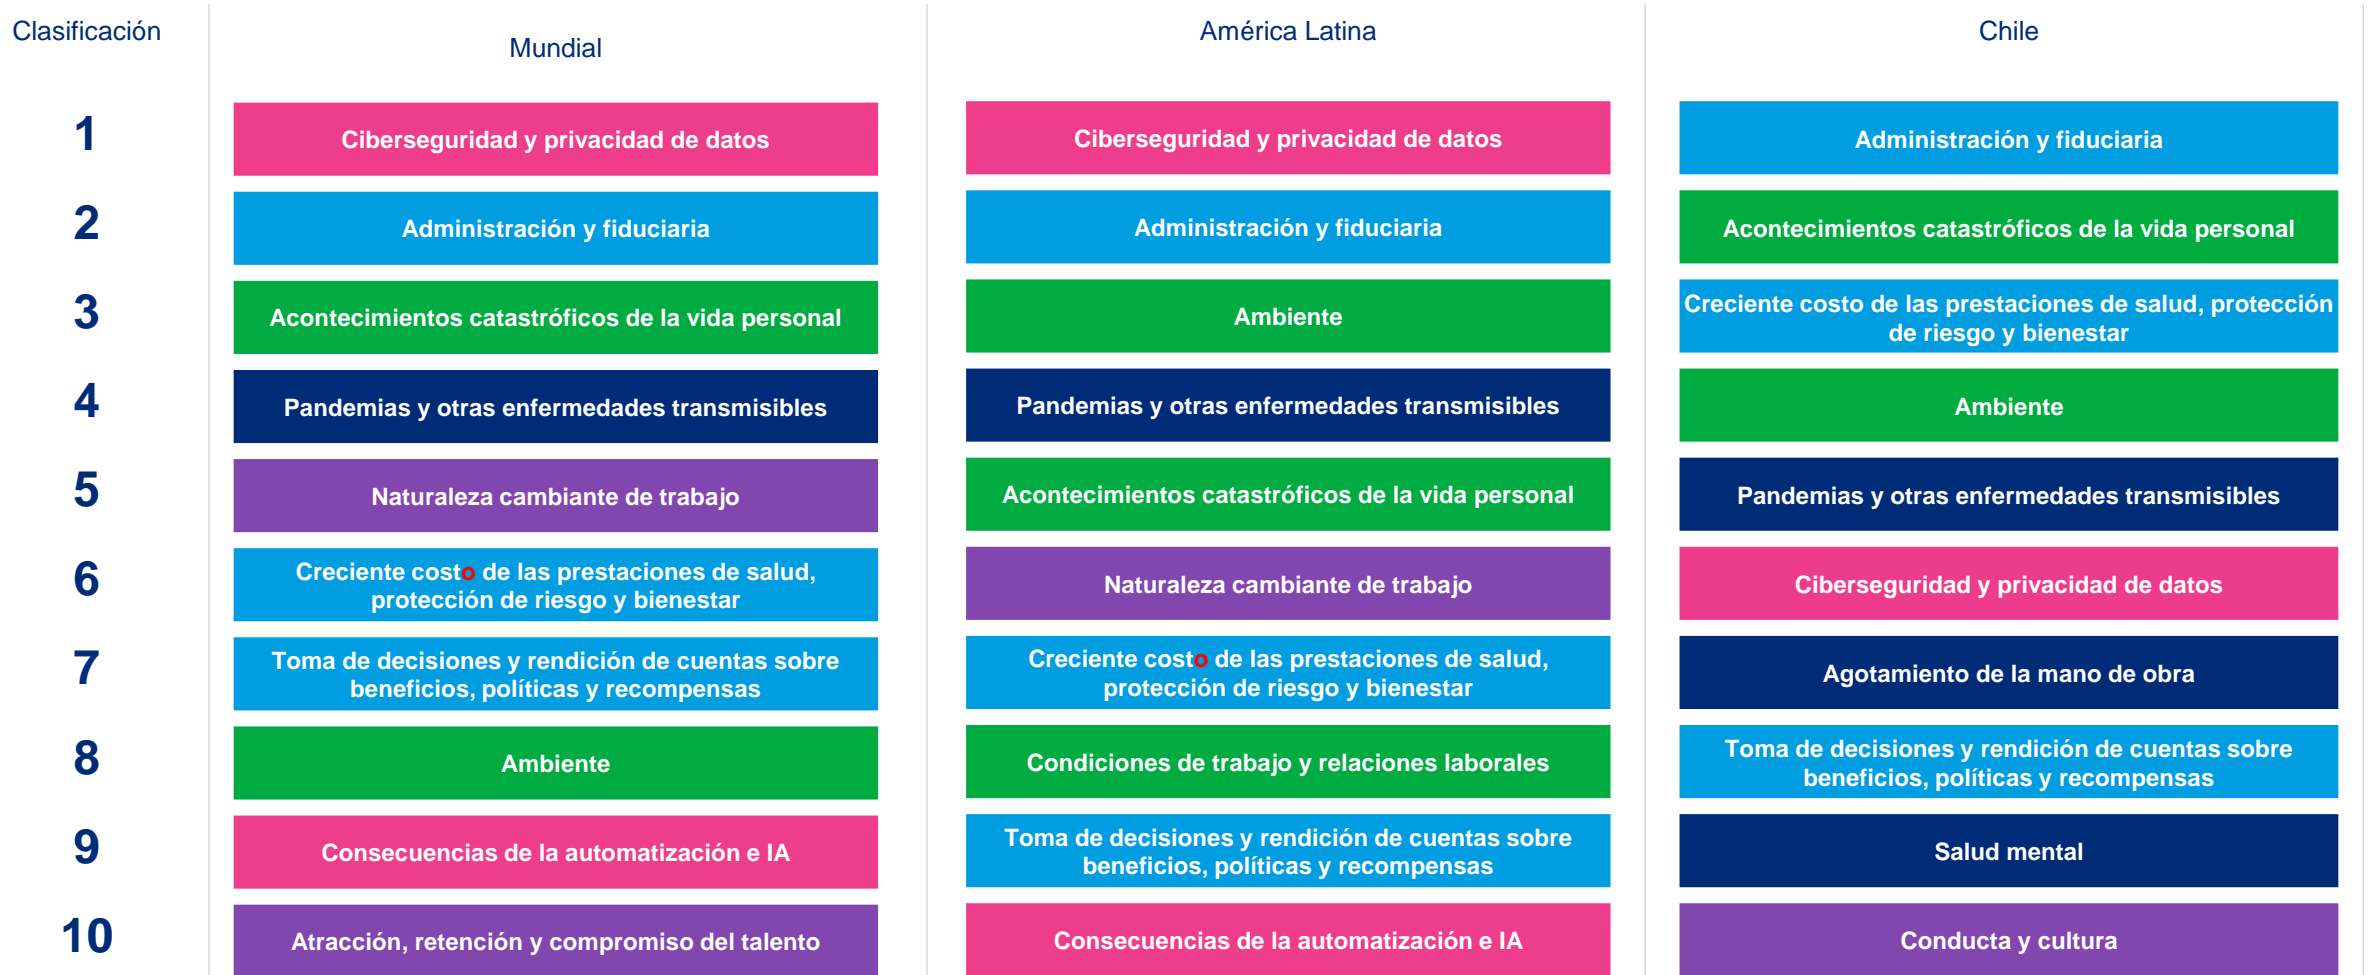 Clasificación
Mundial
América Latina
Chile
1
Ciberseguridad y privacidad de datos
Ciberseguridad y privacidad de datos
Administración y fiduciaria
2
Administración y fiduciaria
Administración y fiduciaria
Acontecimientos catastróficos de la vida personal
3
Acontecimientos catastróficos de la vida personal
Ambiente
Creciente costo de las prestaciones de salud, protección
de riesgo y bienestar
4
Pandemias y otras enfermedades transmisibles
Pandemias y otras enfermedades transmisibles
Ambiente
5
Naturaleza cambiante de trabajo
Acontecimientos catastróficos de la vida personal
Pandemias y otras enfermedades transmisibles
6
Creciente costo de las prestaciones de salud,
protección de riesgo y bienestar
Naturaleza cambiante de trabajo
Ciberseguridad y privacidad de datos
7
Toma de decisiones y rendición de cuentas sobre
beneficios, políticas y recompensas
Creciente costo de las prestaciones de salud,
protección de riesgo y bienestar
Agotamiento de la mano de obra
8
Ambiente
Condiciones de trabajo y relaciones laborales
Toma de decisiones y rendición de cuentas sobre
beneficios, políticas y recompensas
9
Consecuencias de la automatización e IA
Toma de decisiones y rendición de cuentas sobre
beneficios, políticas y recompensas
Salud mental
10
Atracción, retención y compromiso del talento
Consecuencias de la automatización e IA
Conducta y cultura